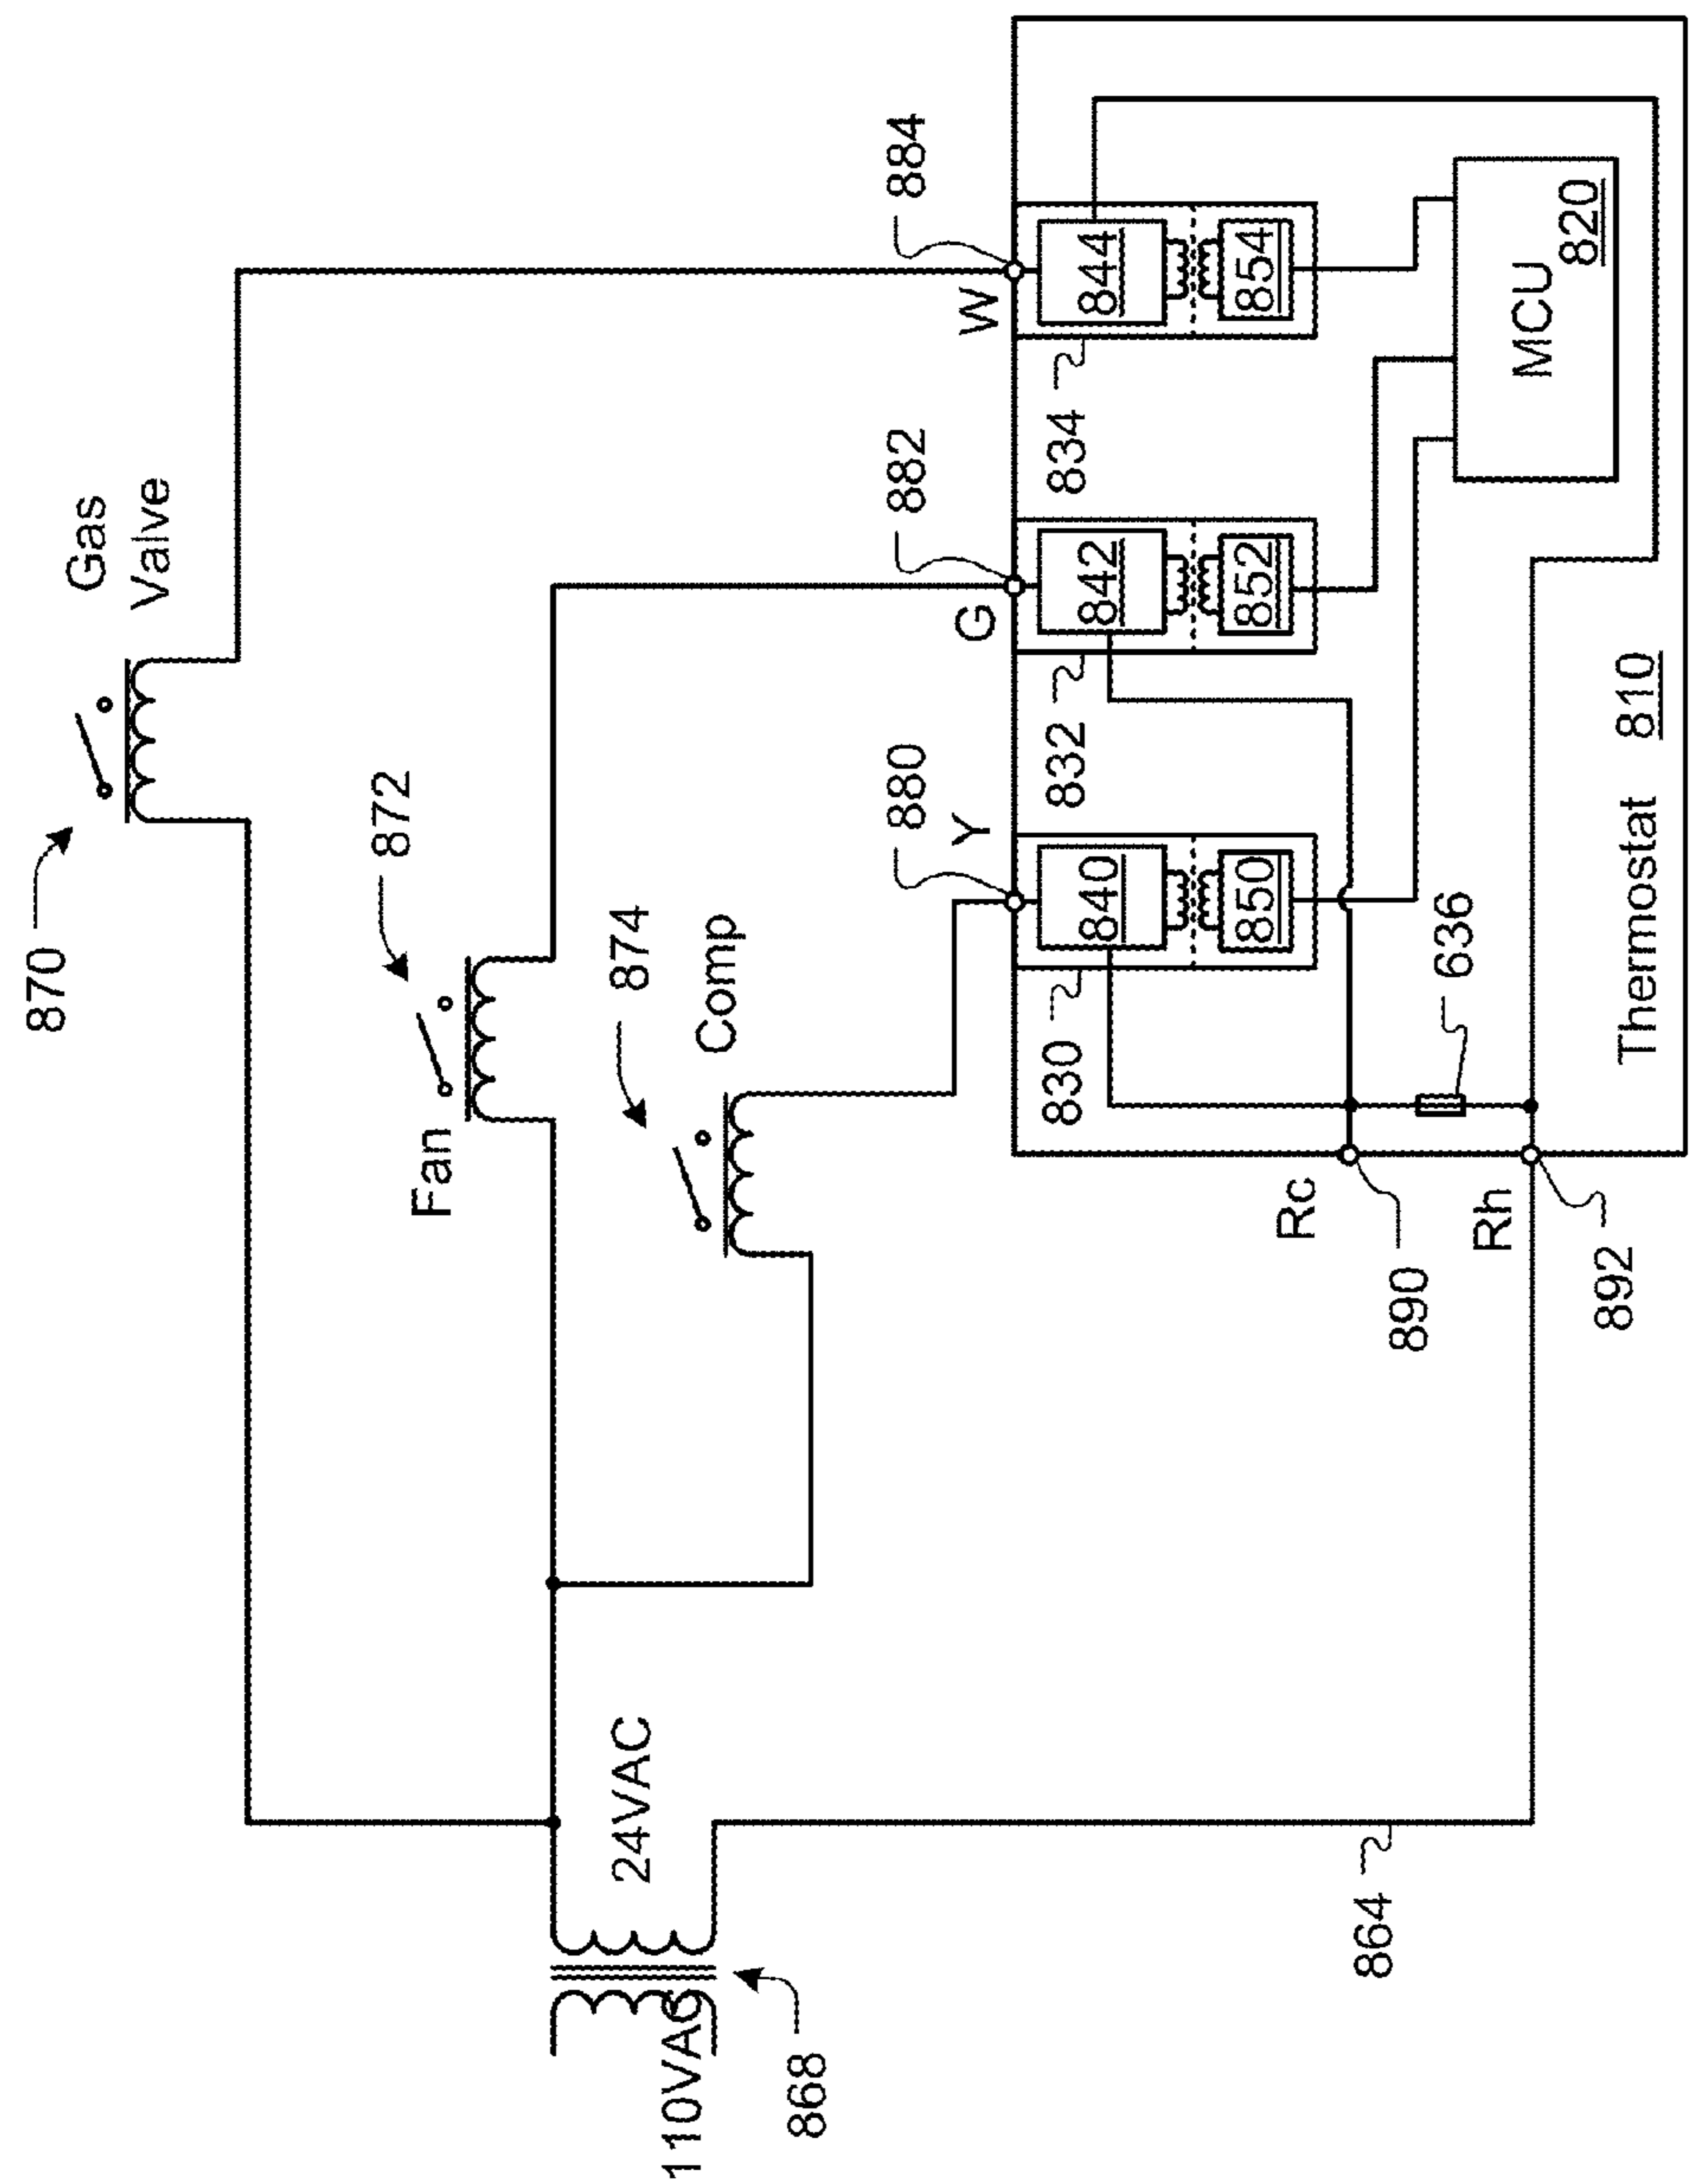 870
Gas
Valve
872
Fan
874
Comp
24VAC
110VAC
868
864
880
Y
882
G
884
W
830
840
850
832
842
852
834
844
854
MCU
820
636
Rc
890
Rh
892
Thermostat 810